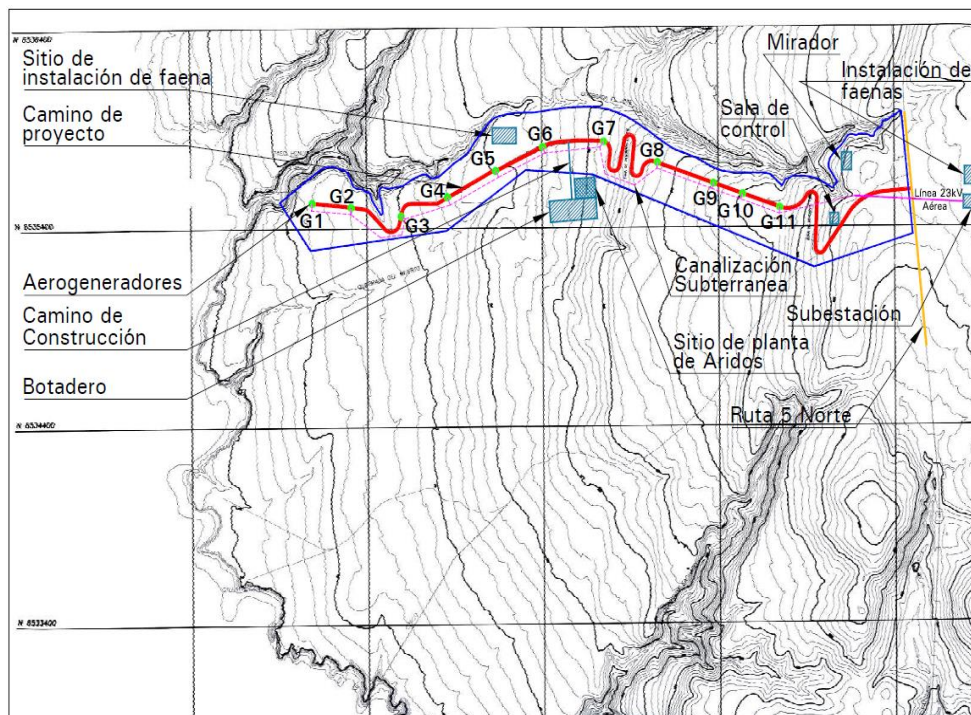 N 6536400
Sitio de
instalación de faena
Camino de
proyecto
Mirador
Instalación de
faenas
Sala de
control
G1
G2
G3
G4
G5
G6
G7
G8
G9
G10
G11
Línea 23kV
Aérea
N 6535400
Aerogeneradores
Camino de
Construcción
Botadero
Canalización
Subterranea
Sitio de planta
de Aridos
Subestación
Ruta 5 Norte
N 6534400
N 6533400